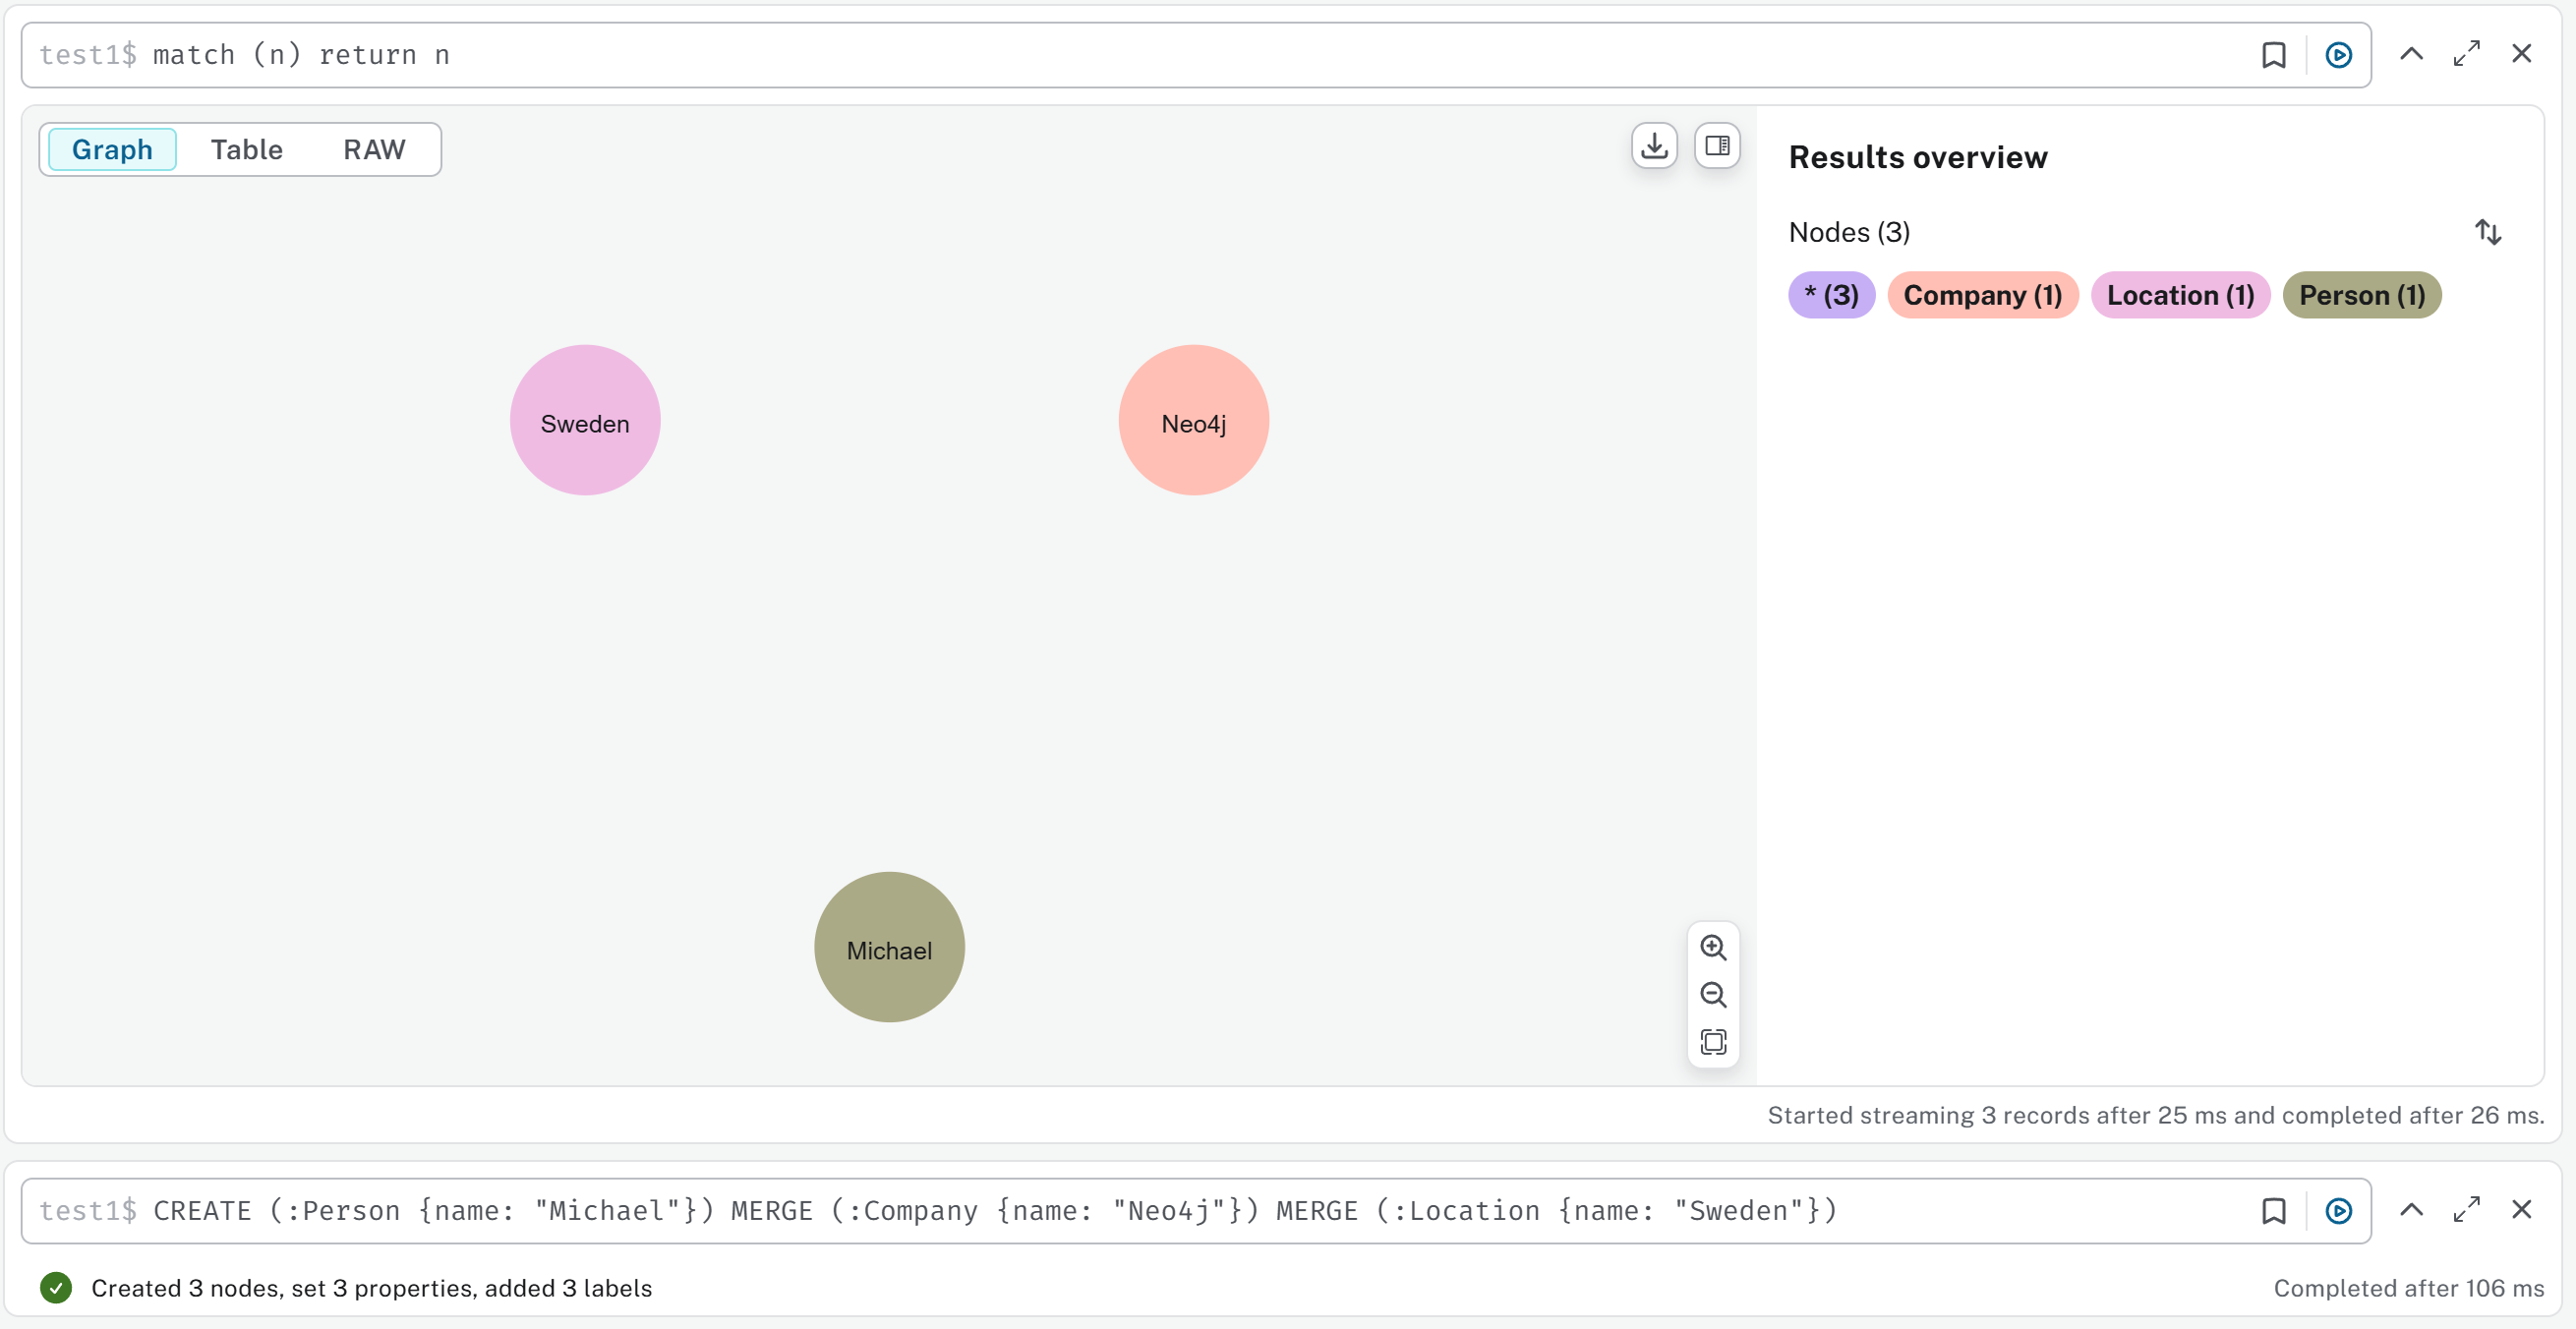 test1$ match (n) return n
Graph Table RAW
Results overview
Nodes (3)
* (3) Company (1) Location (1) Person (1)
Sweden
Neo4j
Michael
Started streaming 3 records after 25 ms and completed after 26 ms.
test1$ CREATE (:Person {name: "Michael"}) MERGE (:Company {name: "Neo4j"}) MERGE (:Location {name: "Sweden"})
Created 3 nodes, set 3 properties, added 3 labels
Completed after 106 ms